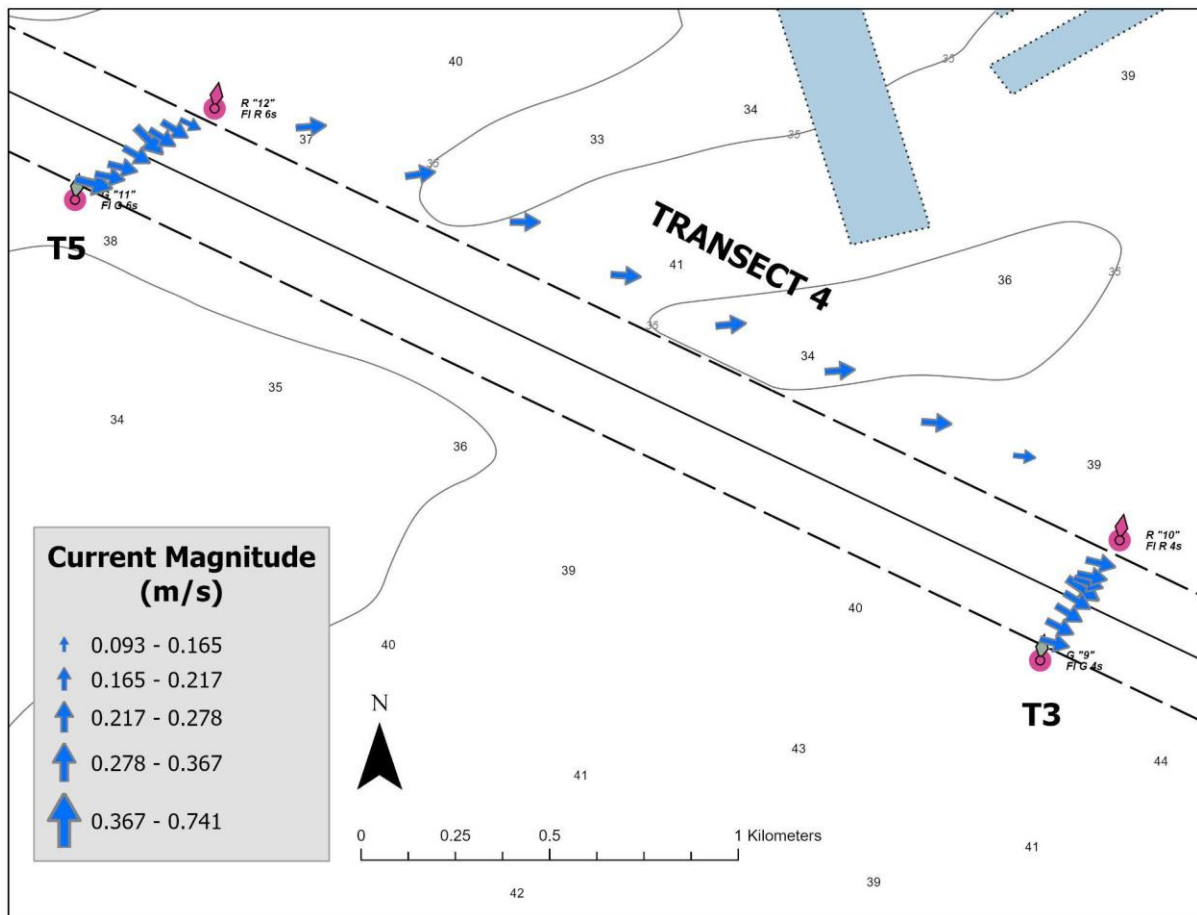 40
39
35
34
R "12"
Fl R 6s
37
33
35
35
G "11"
Fl G 6s
T5
38
TRANSECT 4
41
36
35
35
34
35
34
36
39
R "10"
Fl R 4s
39
40
40
G "9"
Fl G 4s
T3
43
44
41
41
39
42
Current Magnitude
(m/s)
0.093 - 0.165
0.165 - 0.217
0.217 - 0.278
0.278 - 0.367
0.367 - 0.741
N
0 0.25 0.5 1 Kilometers